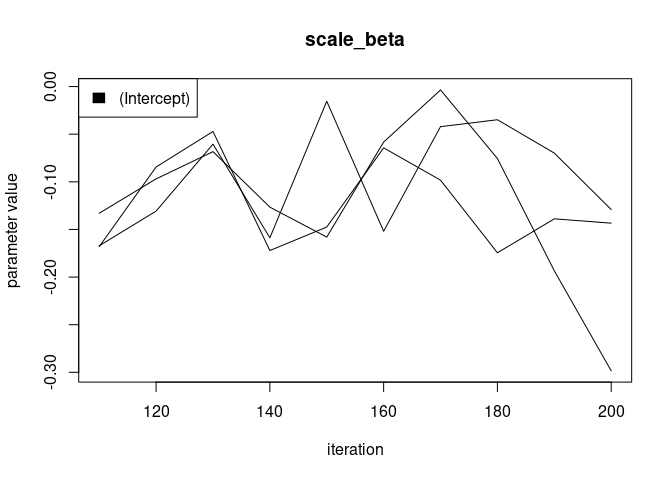 scale_beta
(Intercept)
parameter value
0.00
-0.10
-0.20
-0.30
120 140 160 180 200
iteration